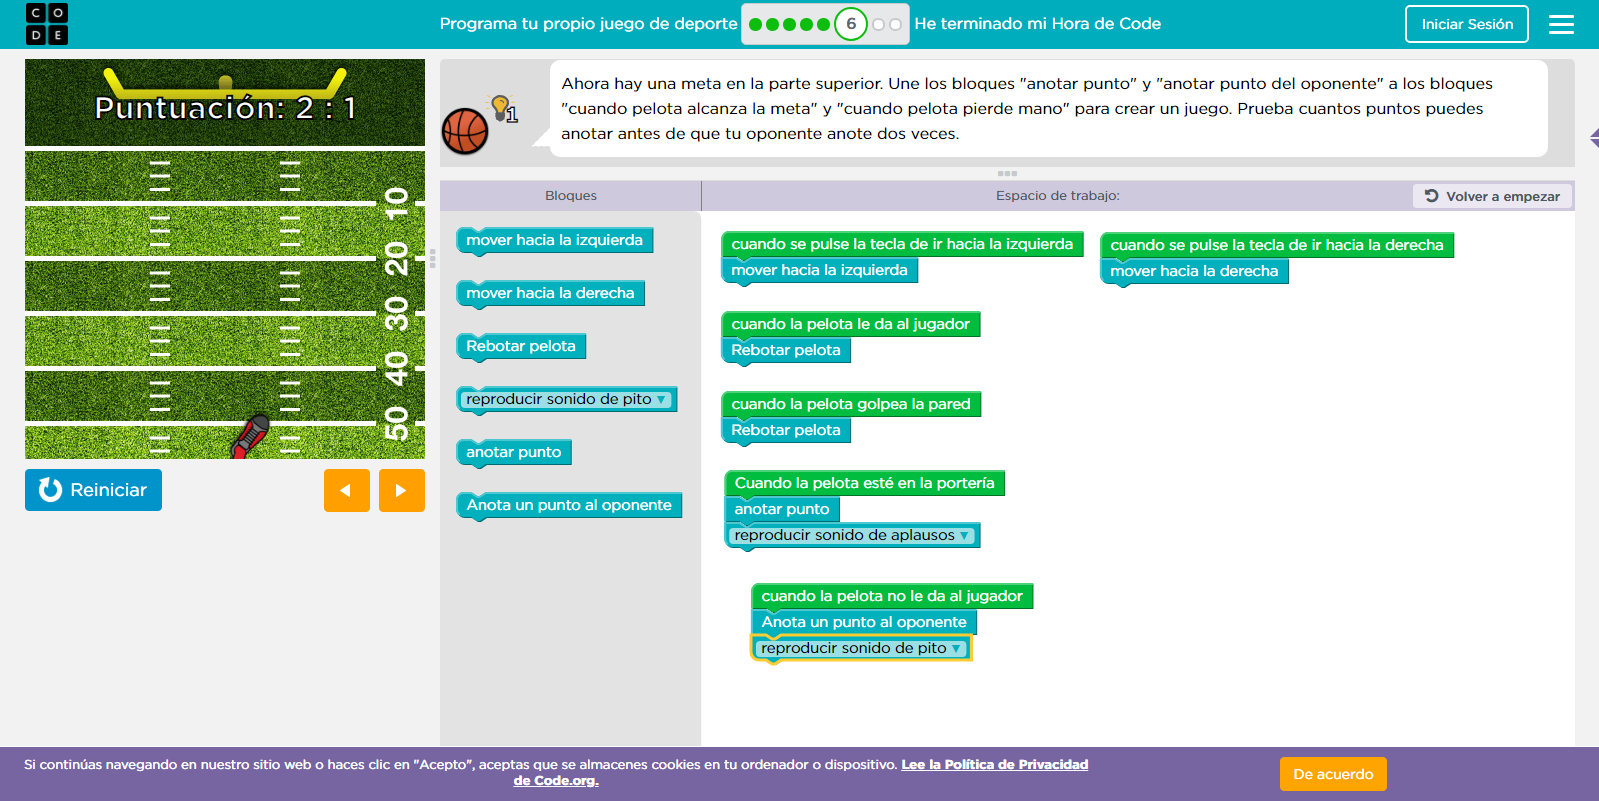 CODE
Programa tu propio juego de deporte 6 He terminado mi Hora de Code
Iniciar Sesión
Puntuación: 2 : 1
10
20
30
40
50
Reiniciar
1
Ahora hay una meta en la parte superior. Une los bloques "anotar punto" y "anotar punto del oponente" a los bloques
"cuando pelota alcanza la meta" y "cuando pelota pierde mano" para crear un juego. Prueba cuantos puntos puedes
anotar antes de que tu oponente anote dos veces.
Bloques
Espacio de trabajo:
Volver a empezar
mover hacia la izquierda
mover hacia la derecha
Rebotar pelota
reproducir sonido de pito
anotar punto
Anota un punto al oponente
cuando se pulse la tecla de ir hacia la izquierda
mover hacia la izquierda
cuando se pulse la tecla de ir hacia la derecha
mover hacia la derecha
cuando la pelota le da al jugador
Rebotar pelota
cuando la pelota golpea la pared
Rebotar pelota
Cuando la pelota esté en la portería
anotar punto
reproducir sonido de aplausos
cuando la pelota no le da al jugador
Anota un punto al oponente
reproducir sonido de pito
Si continúas navegando en nuestro sitio web o haces clic en "Acepto", aceptas que se almacenes cookies en tu ordenador o dispositivo. Lee la Política de Privacidad
de Code.org.
De acuerdo